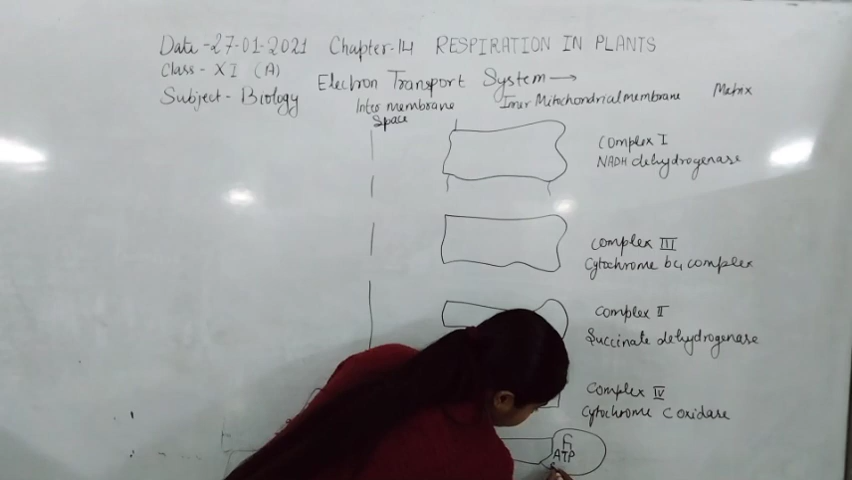 Date-27-01-2021 Chapter-14 RESPIRATION IN PLANTS
Class- XI (A)
Subject- Biology
Electron Transport System →
Inter membrane
Space
Inner Mitochondrial membrane
Matrix
Complex I
NADH dehydrogenase
Complex III
Cytochrome bc1 complex
Complex II
Succinate dehydrogenase
Complex IV
Cytochrome C oxidase
F1
ATP